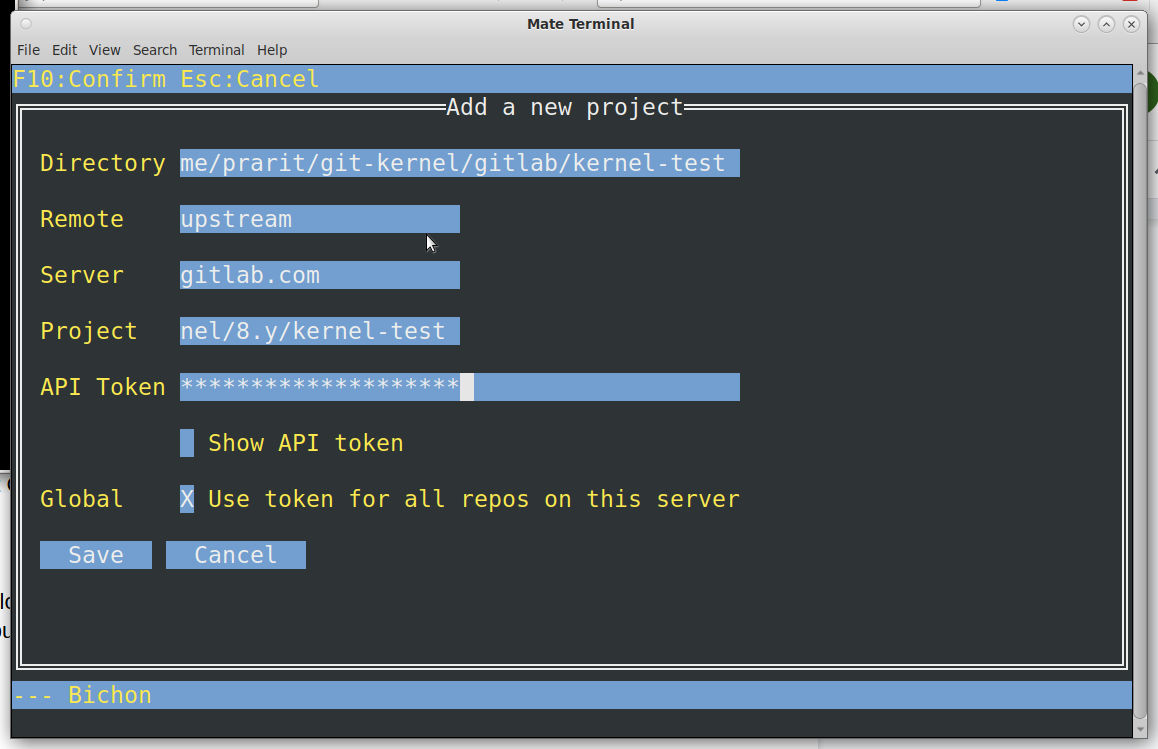 Mate Terminal
File Edit View Search Terminal Help
F10:Confirm Esc:Cancel
Add a new project
Directory me/prarit/git-kernel/gitlab/kernel-test
Remote upstream
Server gitlab.com
Project nel/8.y/kernel-test
API Token ********************
Show API token
Global X Use token for all repos on this server
Save Cancel
--- Bichon